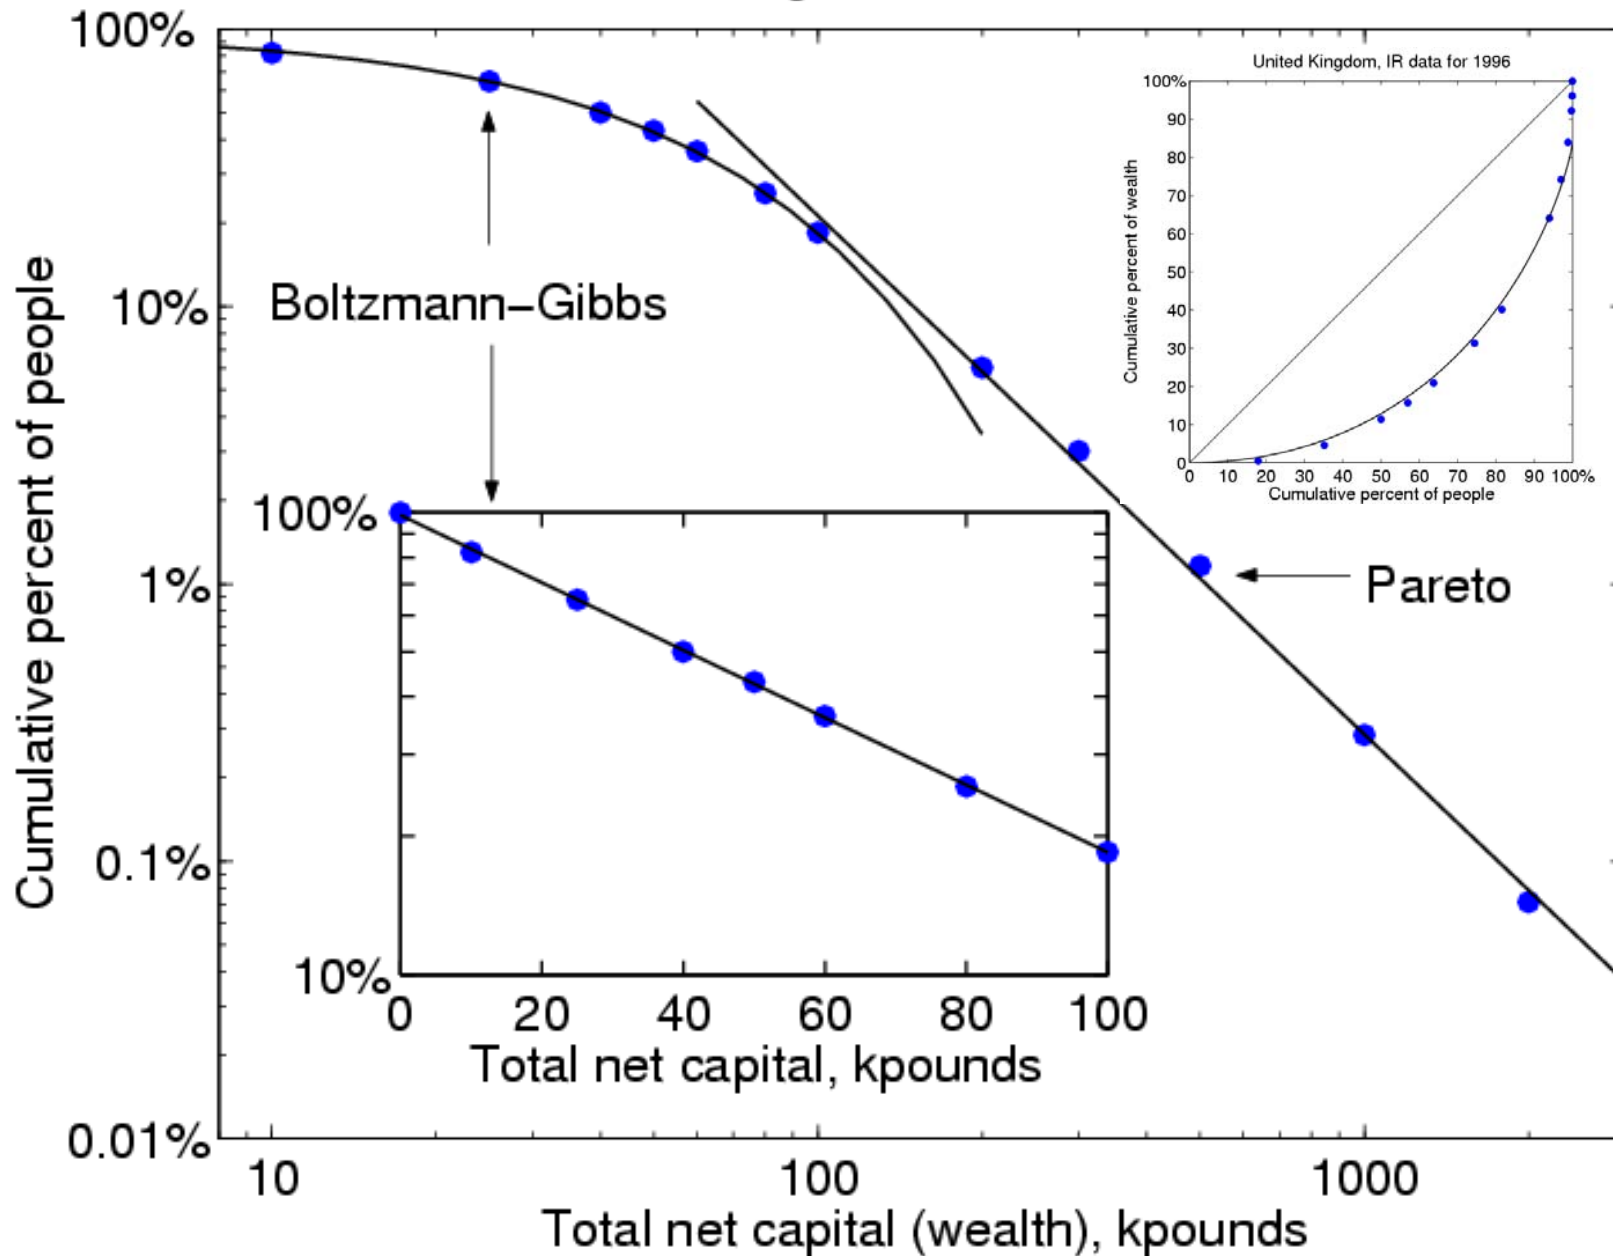 100%
10%
1%
0.1%
0.01%
Cumulative percent of people
10 100 1000
Total net capital (wealth), kpounds
Boltzmann–Gibbs
Pareto
100%
10%
0 20 40 60 80 100
Total net capital, kpounds
United Kingdom, IR data for 1996
100%
90
80
70
60
50
40
30
20
10
0
Cumulative percent of wealth
0 10 20 30 40 50 60 70 80 90 100%
Cumulative percent of people